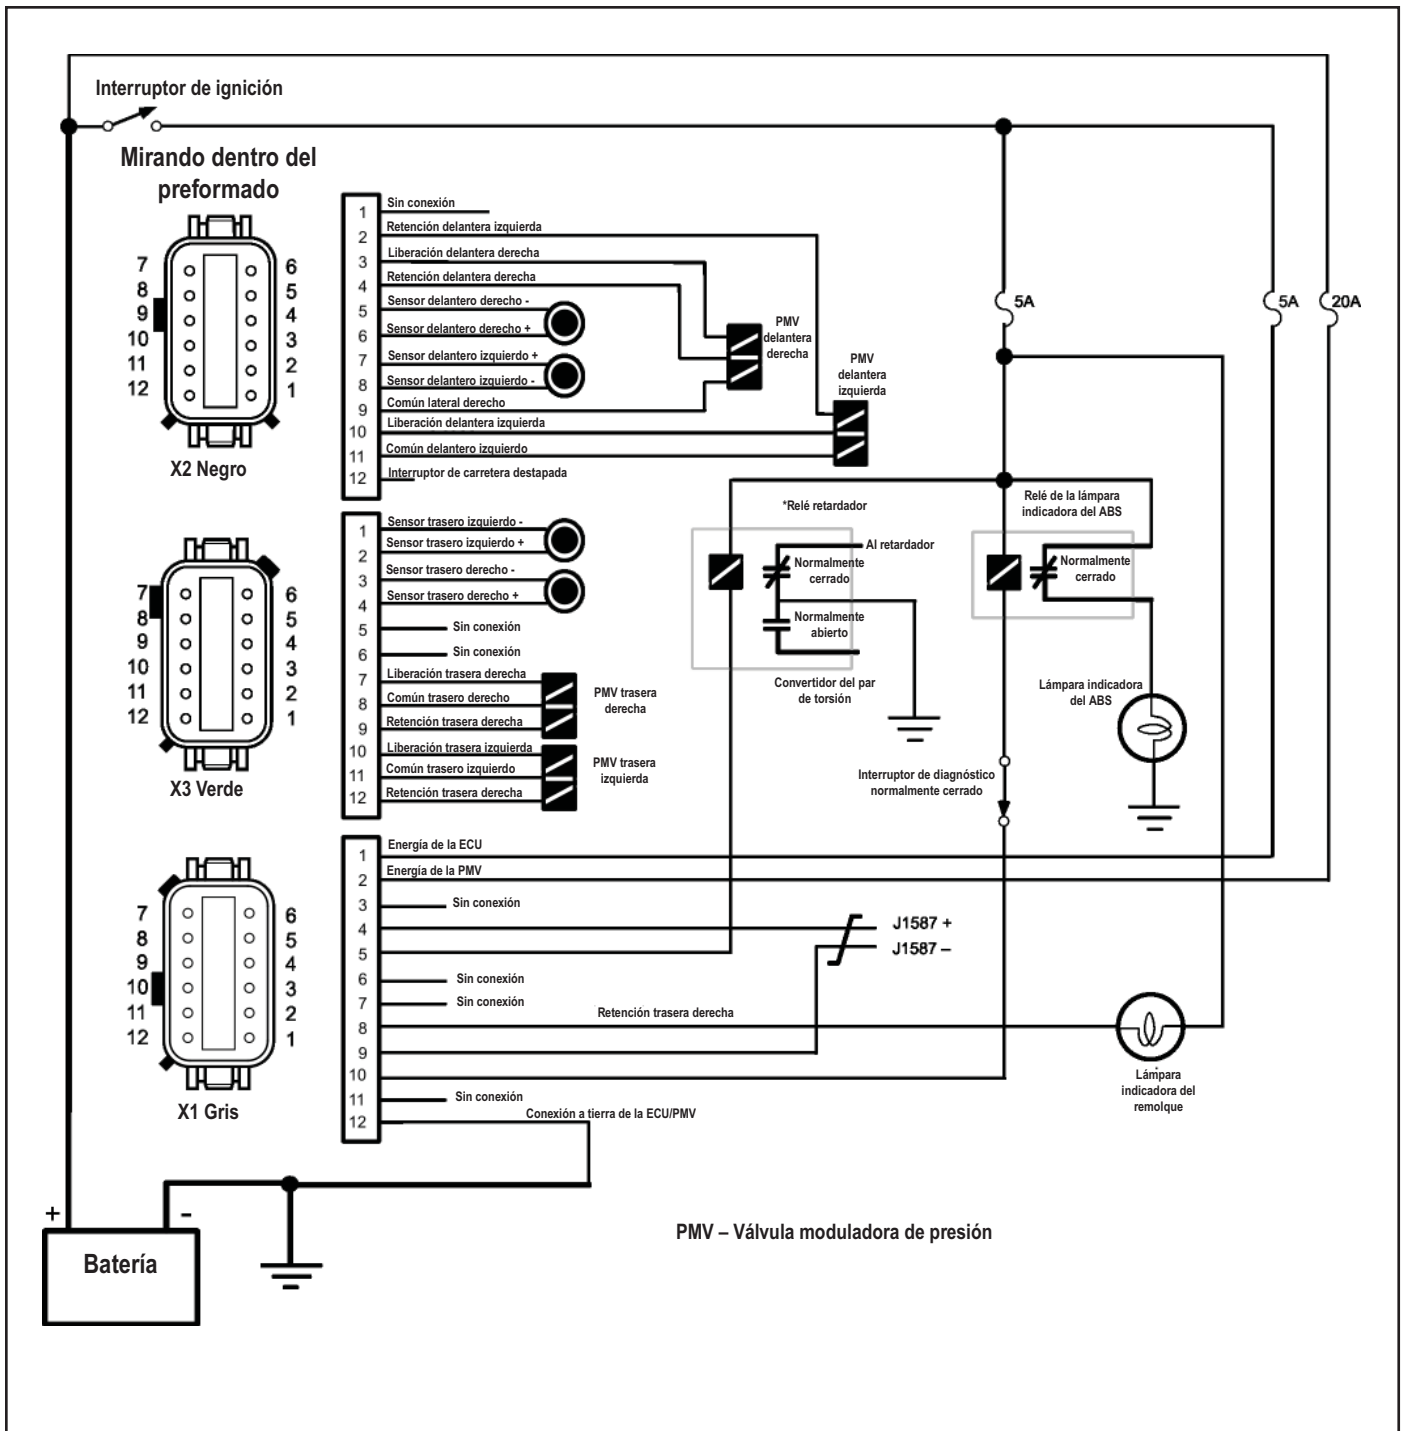 Interruptor de ignición
Mirando dentro del
preformado
7 6
8 5
9 4
10 3
11 2
12 1
X2 Negro
1 Sin conexión
2 Retención delantera izquierda
3 Liberación delantera derecha
4 Retención delantera derecha
5 Sensor delantero derecho -
6 Sensor delantero derecho +
7 Sensor delantero izquierdo +
8 Sensor delantero izquierdo -
9 Común lateral derecho
10 Liberación delantera izquierda
11 Común delantero izquierdo
12 Interruptor de carretera destapada
PMV
delantera
derecha
PMV
delantera
izquierda
5A
5A
20A
7 6
8 5
9 4
10 3
11 2
12 1
X3 Verde
1 Sensor trasero izquierdo -
2 Sensor trasero izquierdo +
3 Sensor trasero derecho -
4 Sensor trasero derecho +
5 Sin conexión
6 Sin conexión
7 Liberación trasera derecha
8 Común trasero derecho
9 Retención trasera derecha
10 Liberación trasera izquierda
11 Común trasero izquierdo
12 Retención trasera derecha
PMV trasera
derecha
PMV trasera
izquierda
*Relé retardador
Al retardador
Normalmente
cerrado
Normalmente
abierto
Convertidor del par
de torsión
Relé de la lámpara
indicadora del ABS
Normalmente
cerrado
Lámpara indicadora
del ABS
Interruptor de diagnóstico
normalmente cerrado
7 6
8 5
9 4
10 3
11 2
12 1
X1 Gris
1 Energía de la ECU
2 Energía de la PMV
3 Sin conexión
4
5
6 Sin conexión
7 Sin conexión
8 Retención trasera derecha
9
10
11 Sin conexión
12 Conexión a tierra de la ECU/PMV
J1587 +
J1587 –
Lámpara
indicadora del
remolque
+ -
Batería
PMV – Válvula moduladora de presión